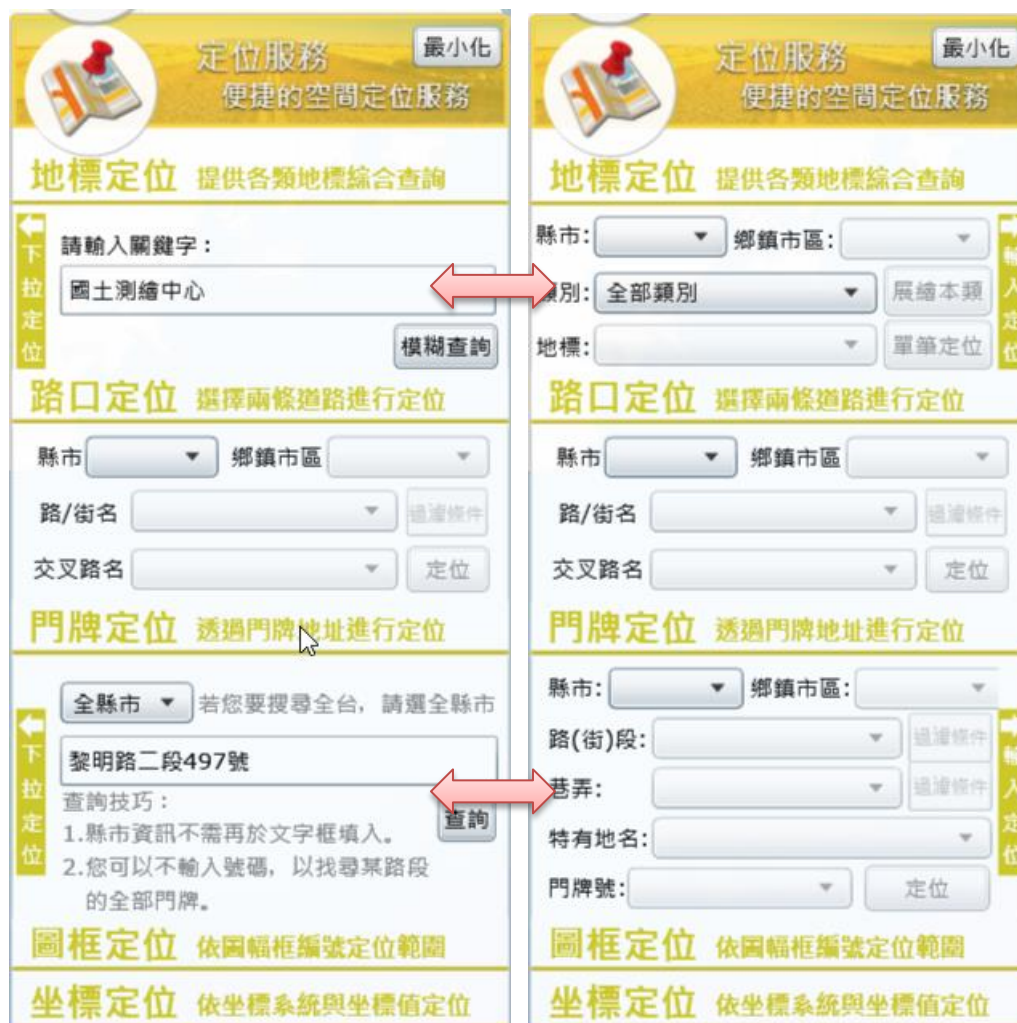 定位服務
最小化
便捷的空間定位服務
地標定位 提供各類地標綜合查詢
下拉定位
請輸入關鍵字：
國土測繪中心
模糊查詢
路口定位 選擇兩條道路進行定位
縣市 鄉鎮市區
路/街名 過濾條件
交叉路名 定位
門牌定位 透過門牌地址進行定位
下拉定位
全縣市 若您要搜尋全台，請選全縣市
黎明路二段497號
查詢技巧：
查詢
1.縣市資訊不需再於文字框填入。
2.您可以不輸入號碼，以找尋某路段
的全部門牌。
圖框定位 依圖幅框編號定位範圍
坐標定位 依坐標系統與坐標值定位
定位服務
最小化
便捷的空間定位服務
地標定位 提供各類地標綜合查詢
縣市: 鄉鎮市區:
類別: 全部類別 展繪本類
地標: 單筆定位
輸入定位
路口定位 選擇兩條道路進行定位
縣市 鄉鎮市區
路/街名 過濾條件
交叉路名 定位
門牌定位 透過門牌地址進行定位
縣市: 鄉鎮市區:
路(街)段: 過濾條件
巷弄: 過濾條件
特有地名:
門牌號: 定位
輸入定位
圖框定位 依圖幅框編號定位範圍
坐標定位 依坐標系統與坐標值定位